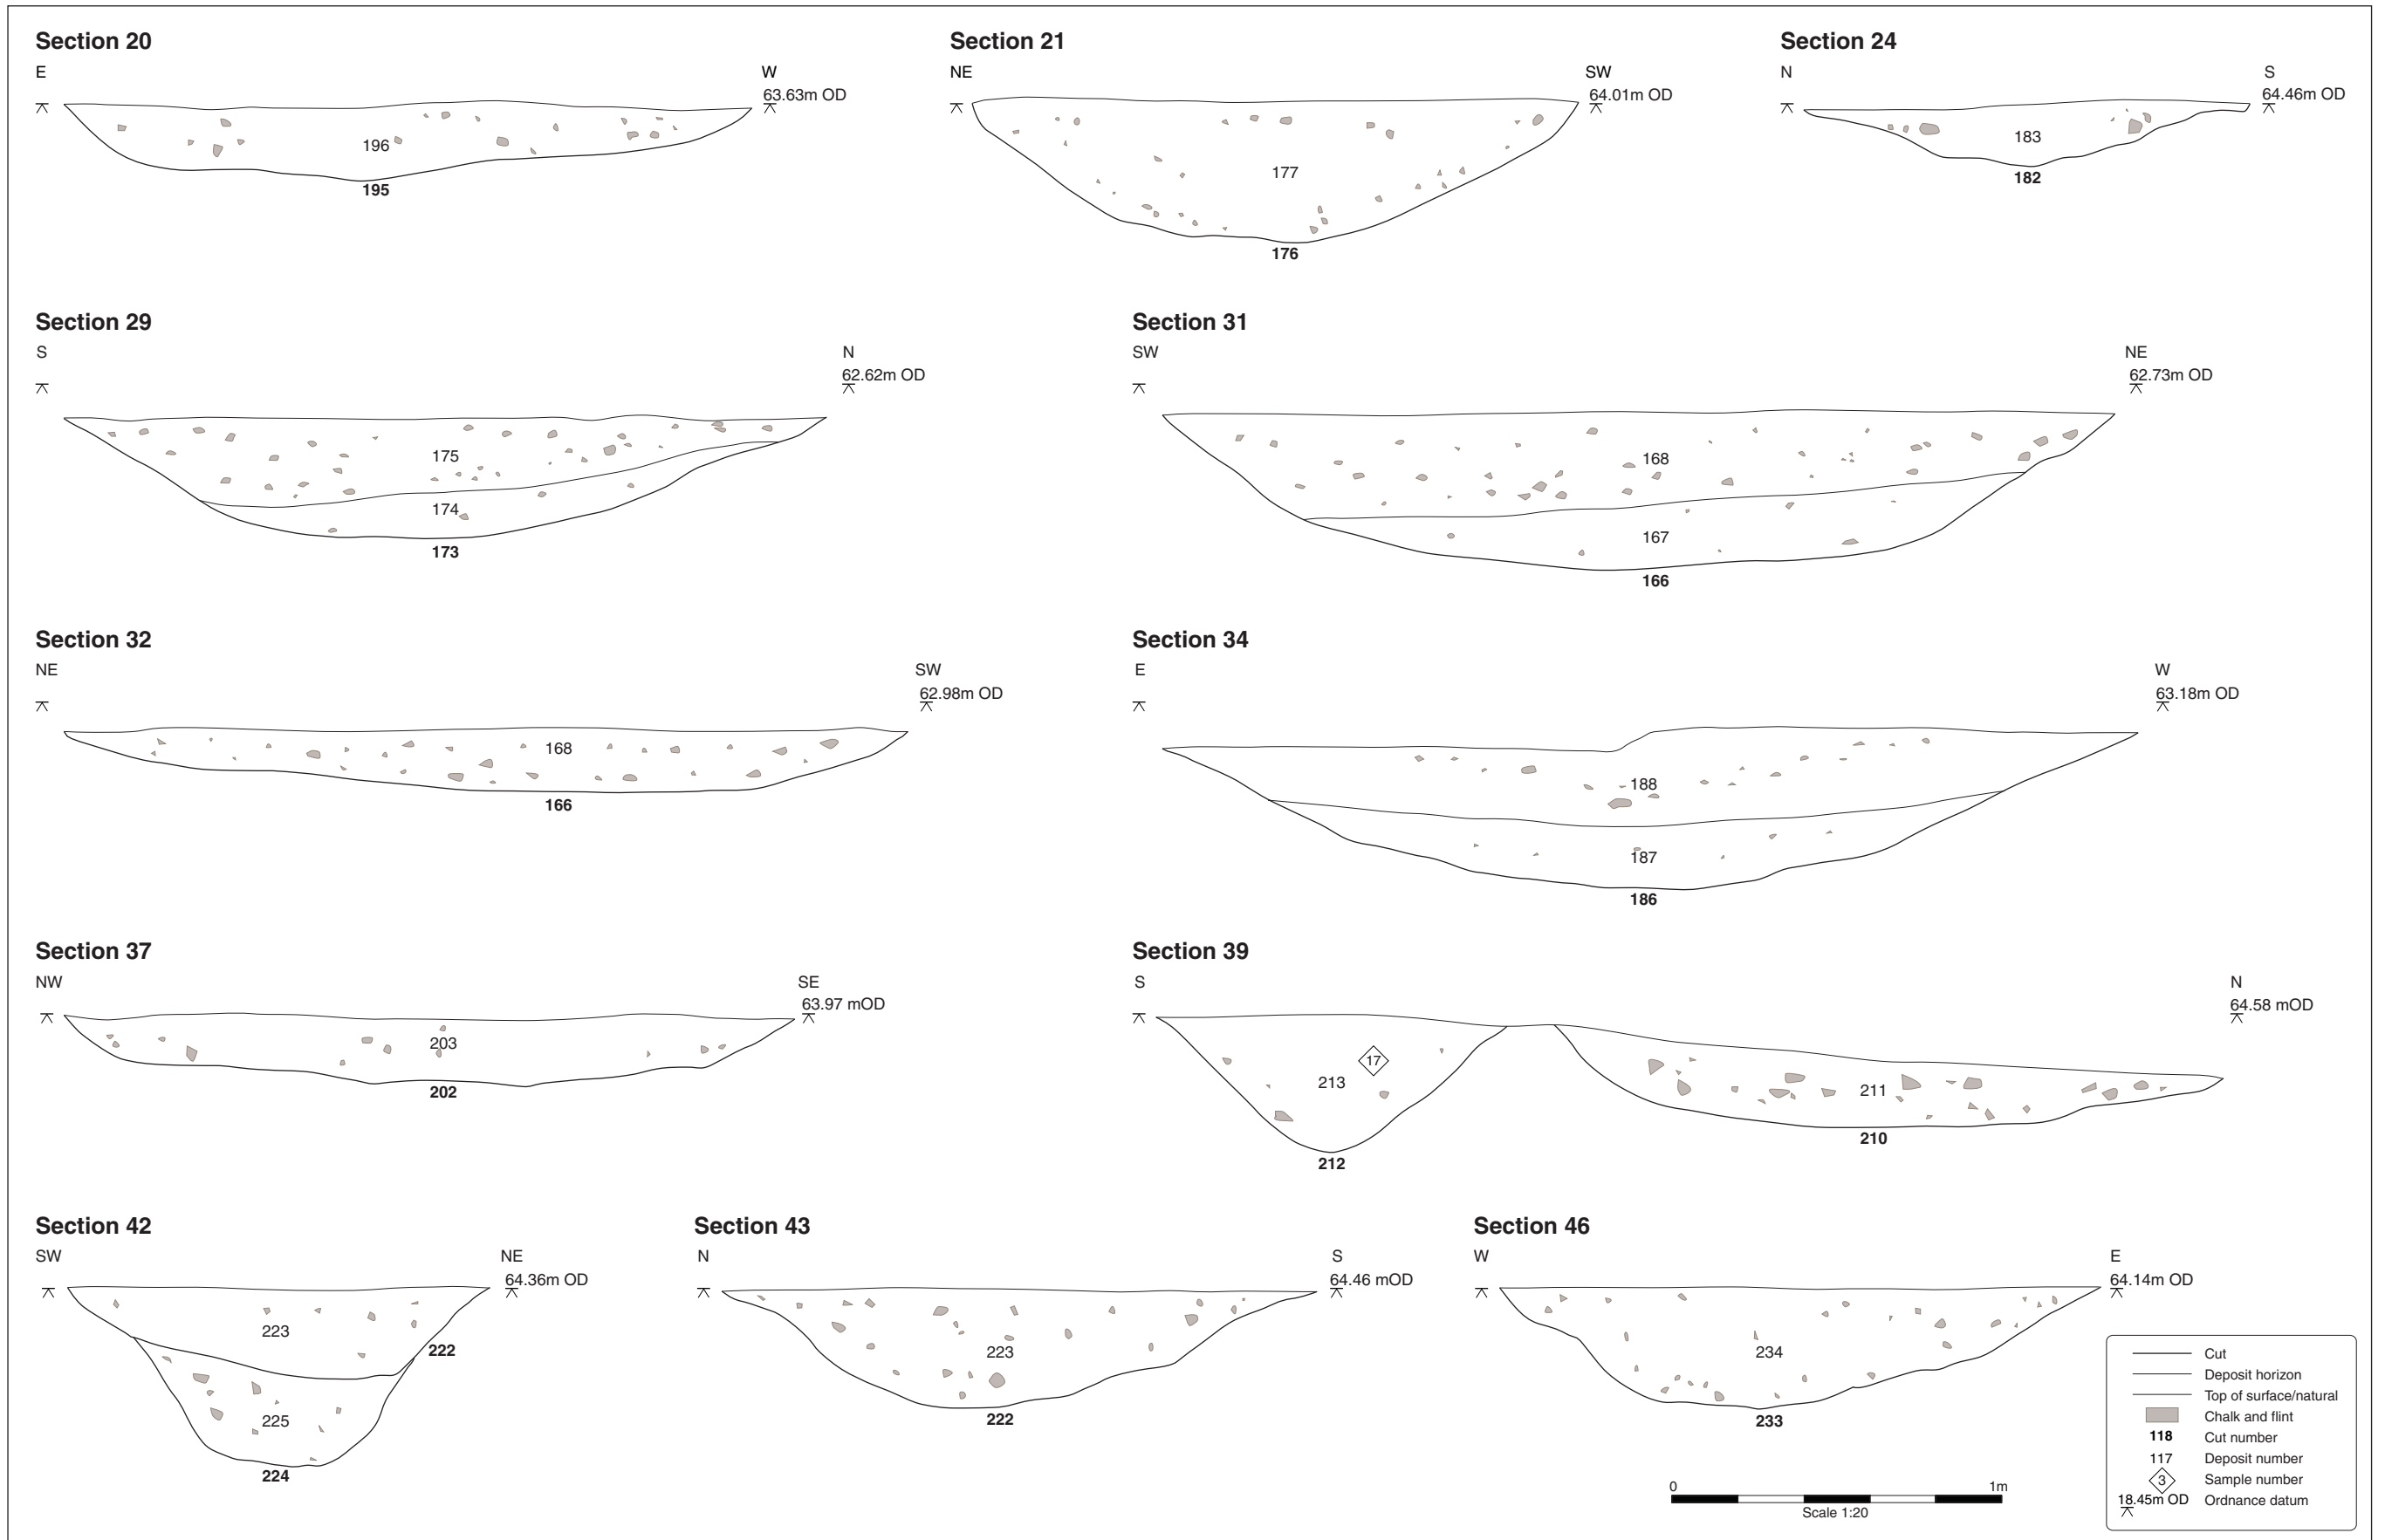 Section 20
E
W
63.63m OD
196
195
Section 21
NE
SW
64.01m OD
177
176
Section 24
N
S
64.46m OD
183
182
Section 29
S
N
62.62m OD
175
174
173
Section 31
SW
NE
62.73m OD
168
167
166
Section 32
NE
SW
62.98m OD
168
166
Section 34
E
W
63.18m OD
188
187
186
Section 37
NW
SE
63.97 mOD
203
202
Section 39
S
N
64.58 mOD
17
213
211
210
212
Section 42
SW
NE
64.36m OD
223
222
225
224
Section 43
N
S
64.46 mOD
223
222
Section 46
W
E
64.14m OD
234
233
0 1m
Scale 1:20
Cut
Deposit horizon
Top of surface/natural
Chalk and flint
118 Cut number
117 Deposit number
3 Sample number
18.45m OD Ordnance datum